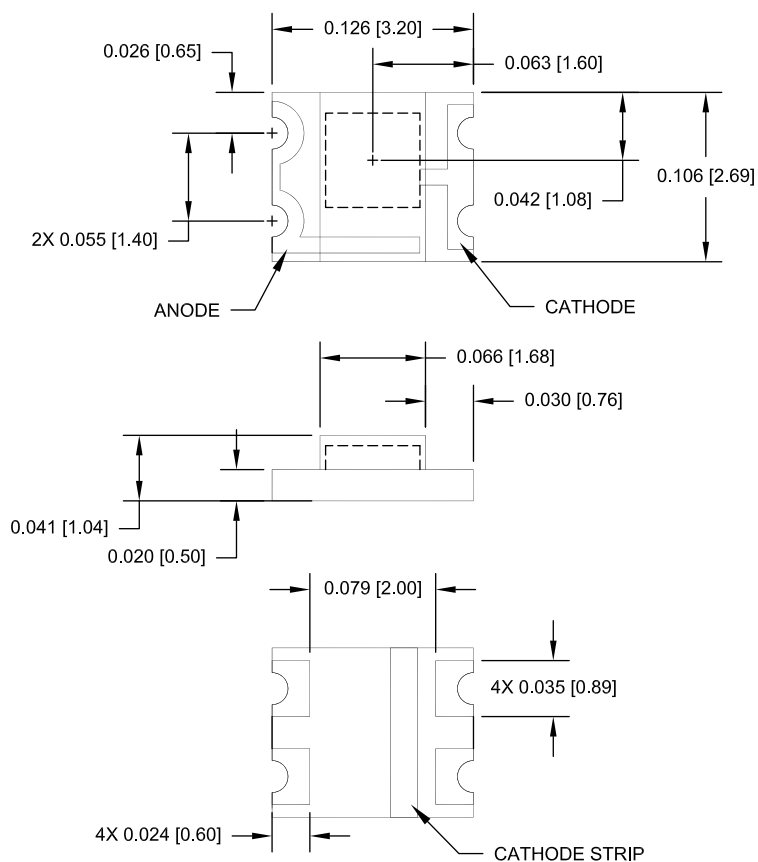 0.126 [3.20]
0.026 [0.65]
0.063 [1.60]
0.106 [2.69]
0.042 [1.08]
2X 0.055 [1.40]
ANODE
CATHODE
0.066 [1.68]
0.030 [0.76]
0.041 [1.04]
0.020 [0.50]
0.079 [2.00]
4X 0.035 [0.89]
4X 0.024 [0.60]
CATHODE STRIP